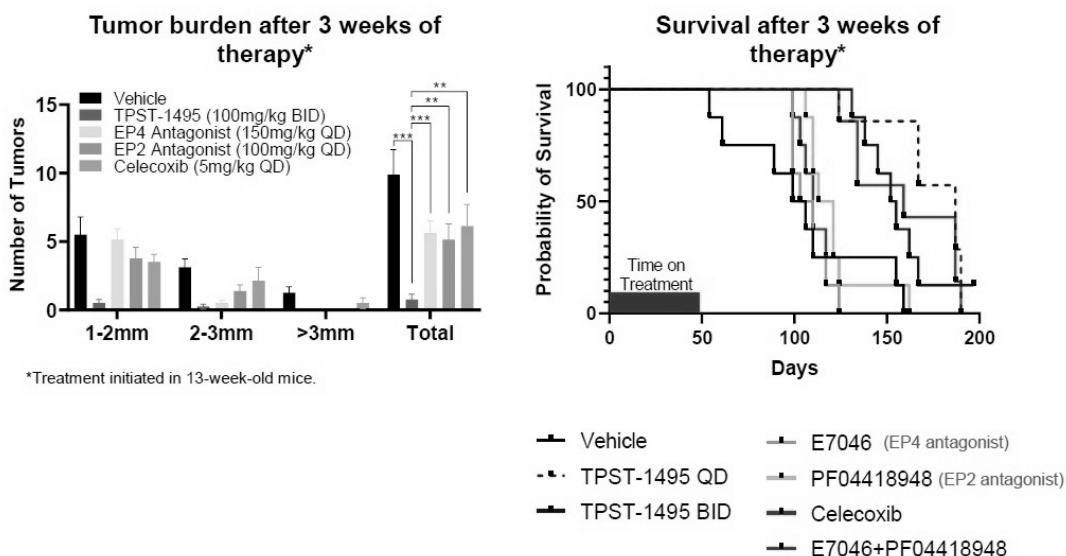 Tumor burden after 3 weeks of
therapy*
15
10
5
0
Number of Tumors
Vehicle
TPST-1495 (100mg/kg BID)
EP4 Antagonist (150mg/kg QD)
EP2 Antagonist (100mg/kg QD)
Celecoxib (5mg/kg QD)
**
**
***
***
1-2mm 2-3mm >3mm Total
*Treatment initiated in 13-week-old mice.
Survival after 3 weeks of
therapy*
100
50
0
Probability of Survival
Time on
Treatment
0 50 100 150 200
Days
Vehicle
TPST-1495 QD
TPST-1495 BID
E7046 (EP4 antagonist)
PF04418948 (EP2 antagonist)
Celecoxib
E7046+PF04418948